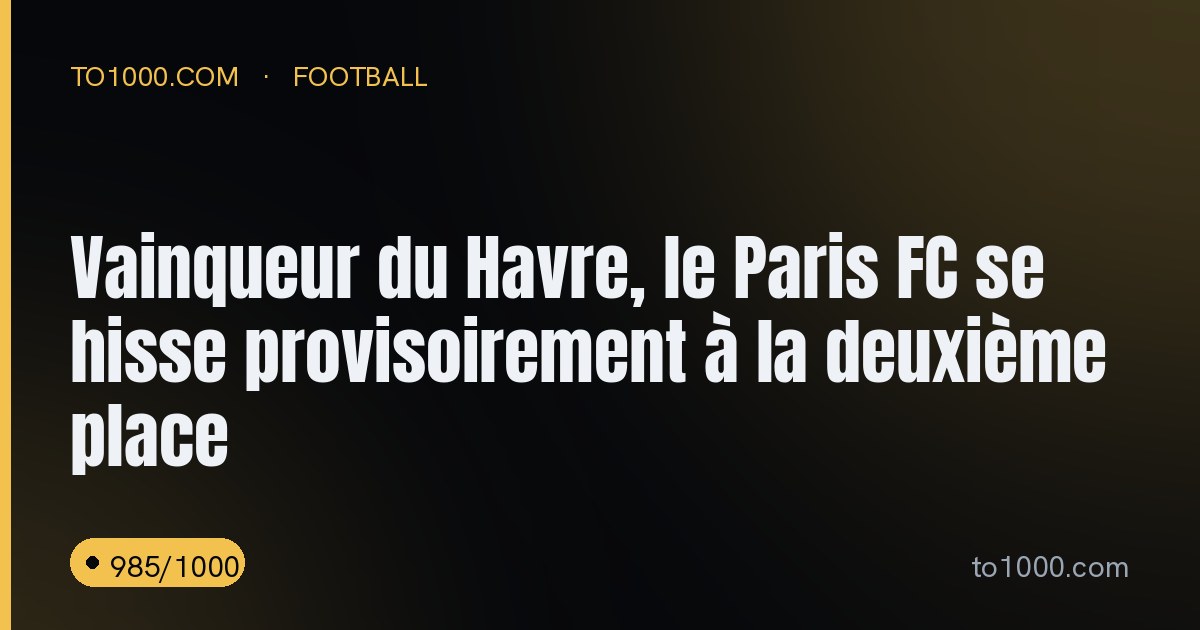 TO1000.COM · FOOTBALL
Vainqueur du Havre, le Paris FC se
hisse provisoirement à la deuxième
place
985/1000
to1000.com